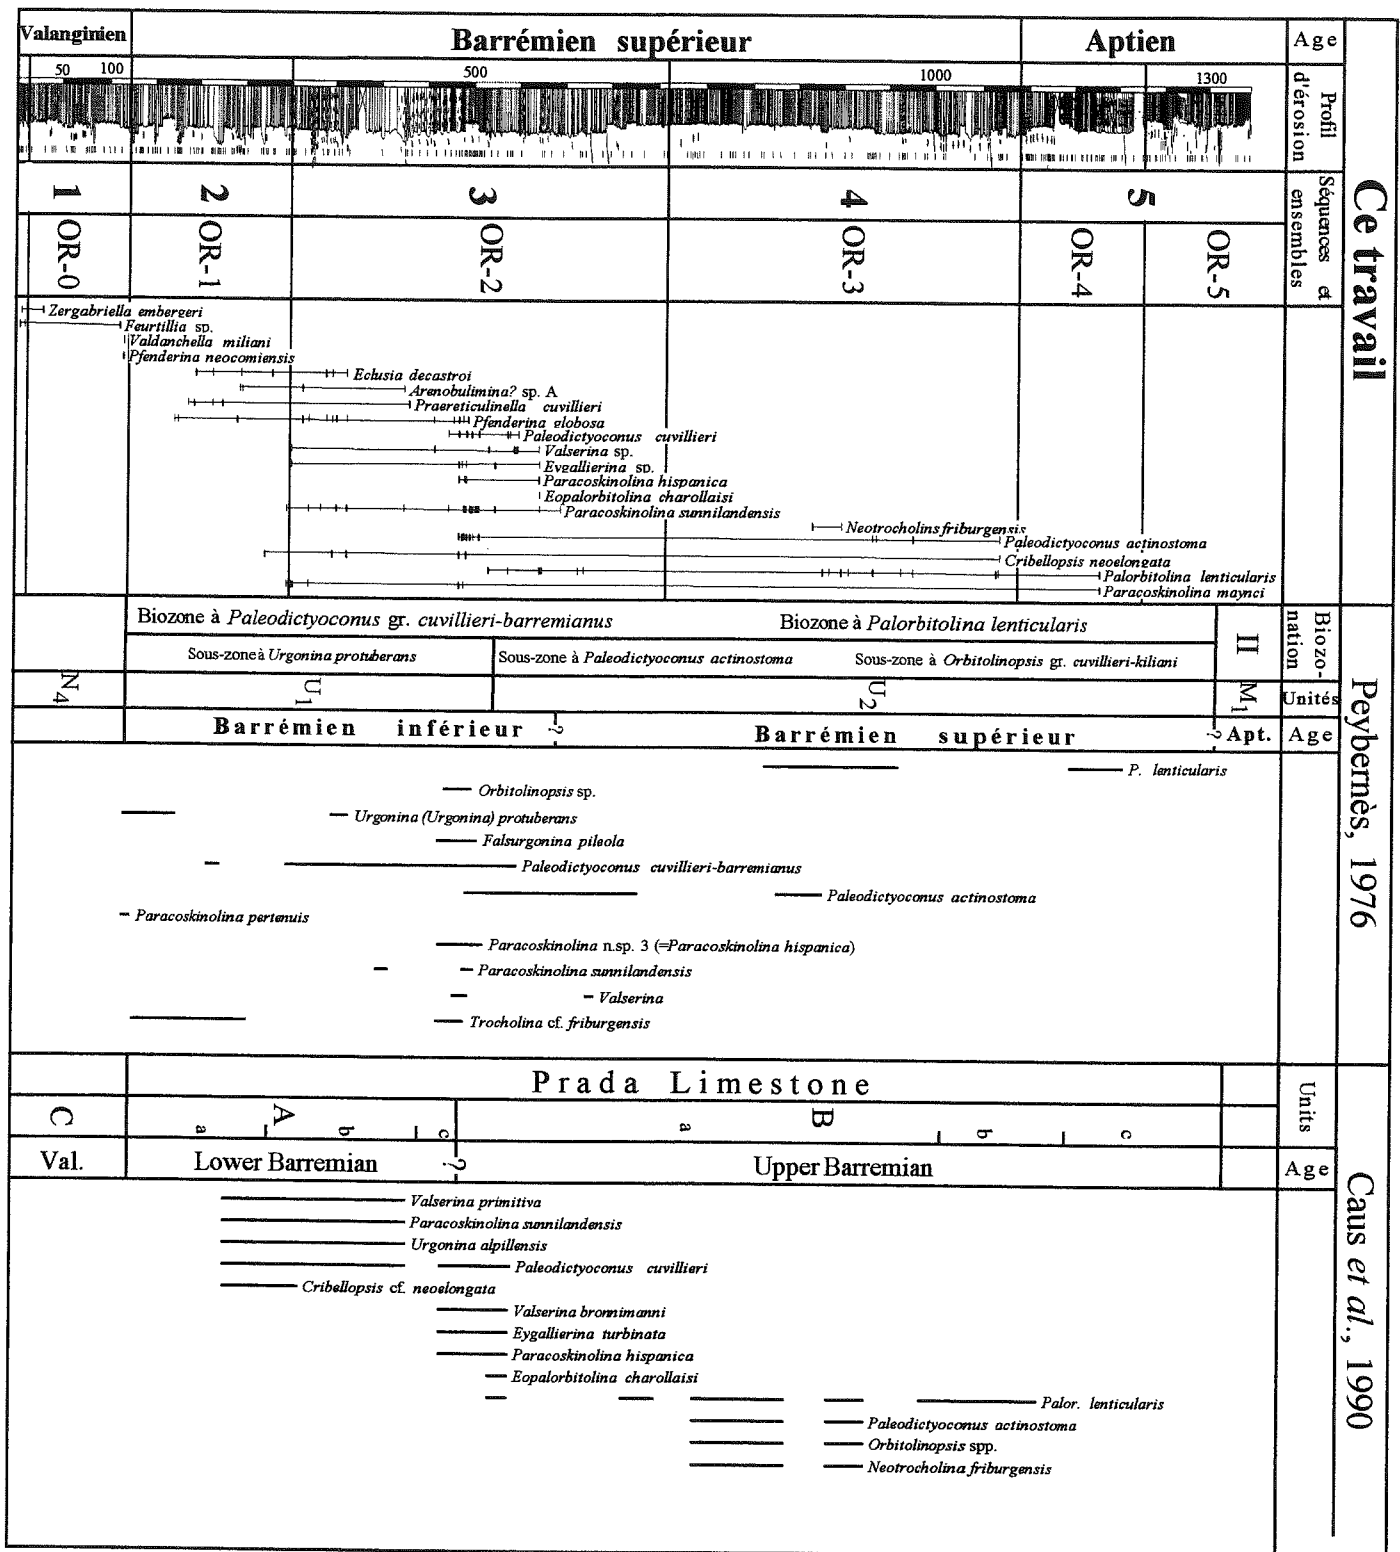 Valanginien
Barrémien supérieur
Aptien
Age
50 100
500
1000
1300
Profil
d'érosion
1
2
3
4
5
Séquences et
ensembles
OR-0
OR-1
OR-2
OR-3
OR-4
OR-5
Ce travail
Zergabriella embergeri
Feurtillia sp.
Valdanchella miliani
Pfenderina neocomiensis
Eclusia decastroi
Arenobulimina? sp. A
Praereticulinella cuvillieri
Pfenderina globosa
Paleodictyoconus cuvillieri
Valserina sp.
Eygallierina sp.
Paracoskinolina hispanica
Eopalorbitolina charollaisi
Paracoskinolina sunnilandensis
Neotrocholins friburgensis
Paleodictyoconus actinostoma
Cribellopsis neoelongata
Palorbitolina lenticularis
Paracoskinolina maynci
Biozone à Paleodictyoconus gr. cuvillieri-barremianus
Biozone à Palorbitolina lenticularis
II
Biozo-
nation
Sous-zone à Urgonina protuberans
Sous-zone à Paleodictyoconus actinostoma
Sous-zone à Orbitolinopsis gr. cuvillieri-kiliani
N4
U1
U2
M1
Unités
Barrémien inférieur
?
Barrémien supérieur
?
Apt.
Age
Peybernès, 1976
P. lenticularis
Orbitolinopsis sp.
Urgonina (Urgonina) protuberans
Falsurgonina pileola
Paleodictyoconus cuvillieri-barremianus
Paleodictyoconus actinostoma
Paracoskinolina pertenuis
Paracoskinolina n.sp. 3 (=Paracoskinolina hispanica)
Paracoskinolina sunnilandensis
Valserina
Trocholina cf. friburgensis
Prada Limestone
Units
C
A
B
a
b
c
a
b
c
Val.
Lower Barremian
?
Upper Barremian
Age
Caus et al., 1990
Valserina primitiva
Paracoskinolina sunnilandensis
Urgonina alpillensis
Paleodictyoconus cuvillieri
Cribellopsis cf. neoelongata
Valserina bronnimanni
Eygallierina turbinata
Paracoskinolina hispanica
Eopalorbitolina charollaisi
Palor. lenticularis
Paleodictyoconus actinostoma
Orbitolinopsis spp.
Neotrocholina friburgensis